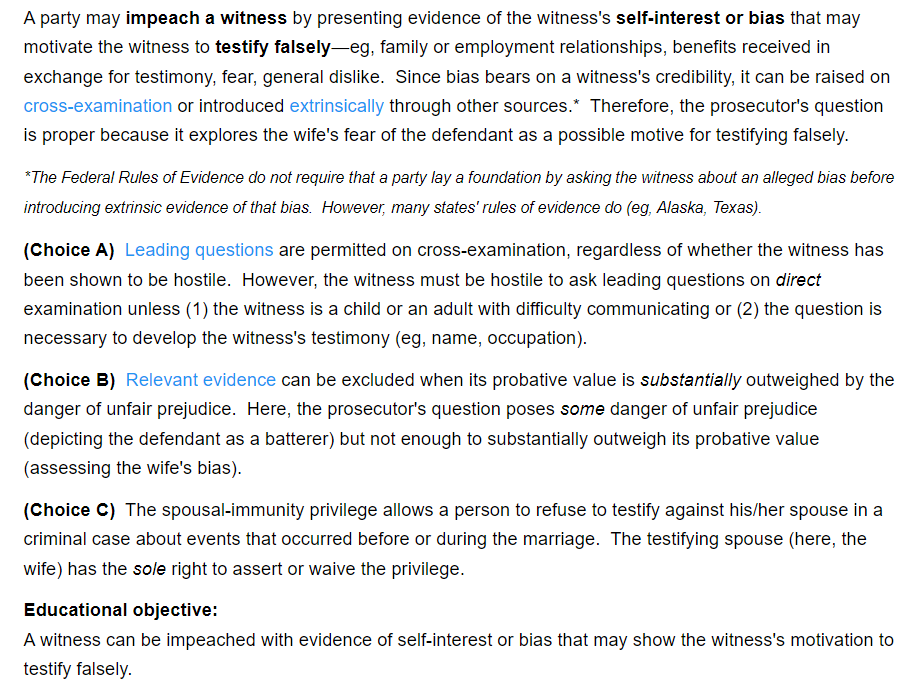 A party may impeach a witness by presenting evidence of the witness's self-interest or bias that may
motivate the witness to testify falsely—eg, family or employment relationships, benefits received in
exchange for testimony, fear, general dislike. Since bias bears on a witness's credibility, it can be raised on
cross-examination or introduced extrinsically through other sources.* Therefore, the prosecutor's question
is proper because it explores the wife's fear of the defendant as a possible motive for testifying falsely.
*The Federal Rules of Evidence do not require that a party lay a foundation by asking the witness about an alleged bias before
introducing extrinsic evidence of that bias. However, many states' rules of evidence do (eg, Alaska, Texas).
(Choice A) Leading questions are permitted on cross-examination, regardless of whether the witness has
been shown to be hostile. However, the witness must be hostile to ask leading questions on direct
examination unless (1) the witness is a child or an adult with difficulty communicating or (2) the question is
necessary to develop the witness's testimony (eg, name, occupation).
(Choice B) Relevant evidence can be excluded when its probative value is substantially outweighed by the
danger of unfair prejudice. Here, the prosecutor's question poses some danger of unfair prejudice
(depicting the defendant as a batterer) but not enough to substantially outweigh its probative value
(assessing the wife's bias).
(Choice C) The spousal-immunity privilege allows a person to refuse to testify against his/her spouse in a
criminal case about events that occurred before or during the marriage. The testifying spouse (here, the
wife) has the sole right to assert or waive the privilege.
Educational objective:
A witness can be impeached with evidence of self-interest or bias that may show the witness's motivation to
testify falsely.